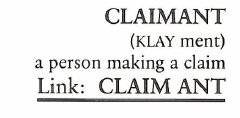 CLAIMANT
(KLAY ment)
a person making a claim
Link: CLAIM ANT